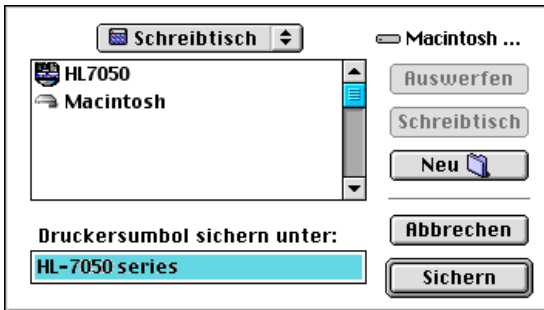 Schreibtisch
Macintosh ...
HL7050
Macintosh
Auswerfen
Schreibtisch
Neu
Druckersumbol sichern unter:
HL-7050 series
Abbrechen
Sichern